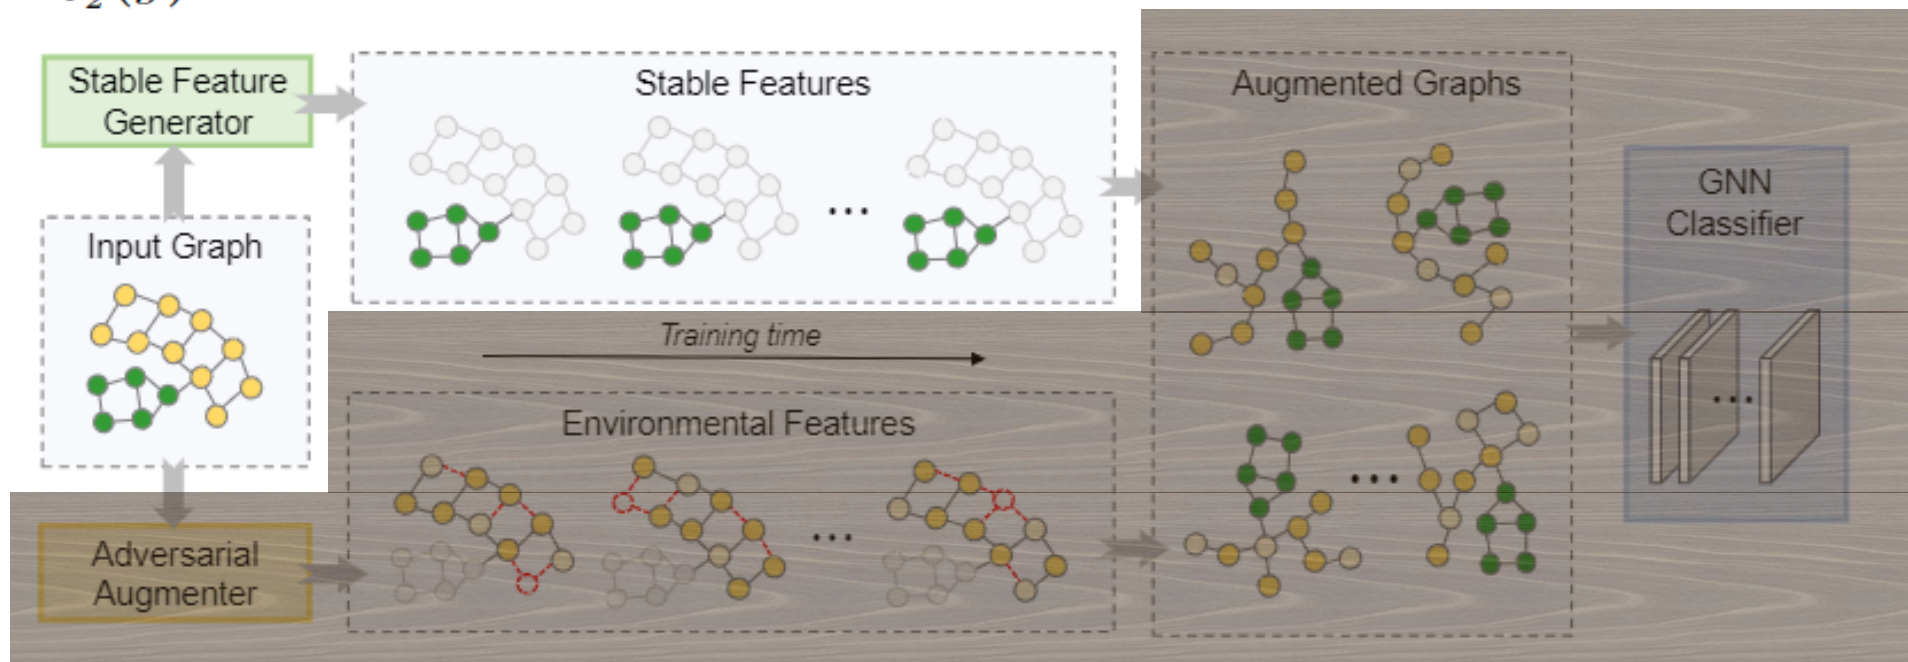 Stable Feature
Generator
Stable Features
Augmented Graphs
GNN
Classifier
Input Graph
Training time
Environmental Features
Adversarial
Augmenter